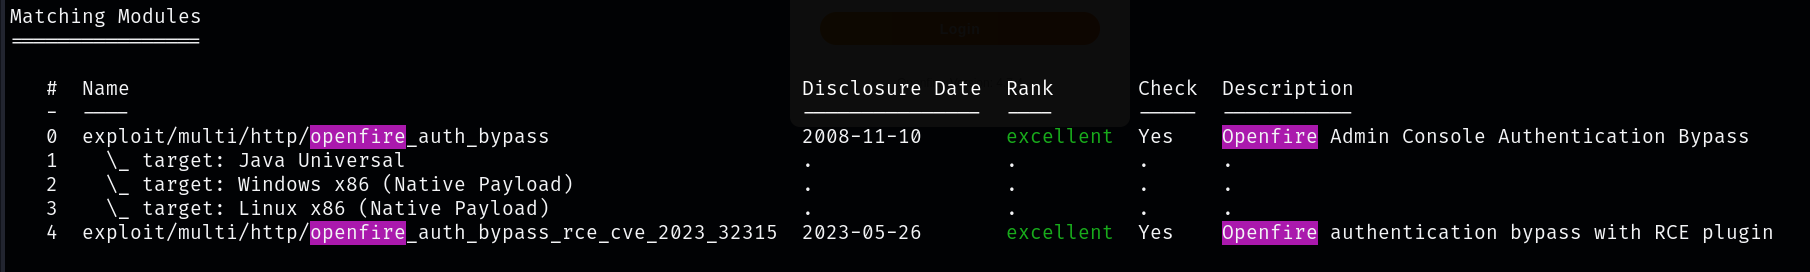 Matching Modules
================
Login
#  Name  Disclosure Date  Rank  Check  Description
-  ----  ---------------  ----  -----  -----------
0  exploit/multi/http/openfire_auth_bypass  2008-11-10  excellent  Yes  Openfire Admin Console Authentication Bypass
1  \_ target: Java Universal  .  .  .  .
2  \_ target: Windows x86 (Native Payload)  .  .  .  .
3  \_ target: Linux x86 (Native Payload)  .  .  .  .
4  exploit/multi/http/openfire_auth_bypass_rce_cve_2023_32315  2023-05-26  excellent  Yes  Openfire authentication bypass with RCE plugin